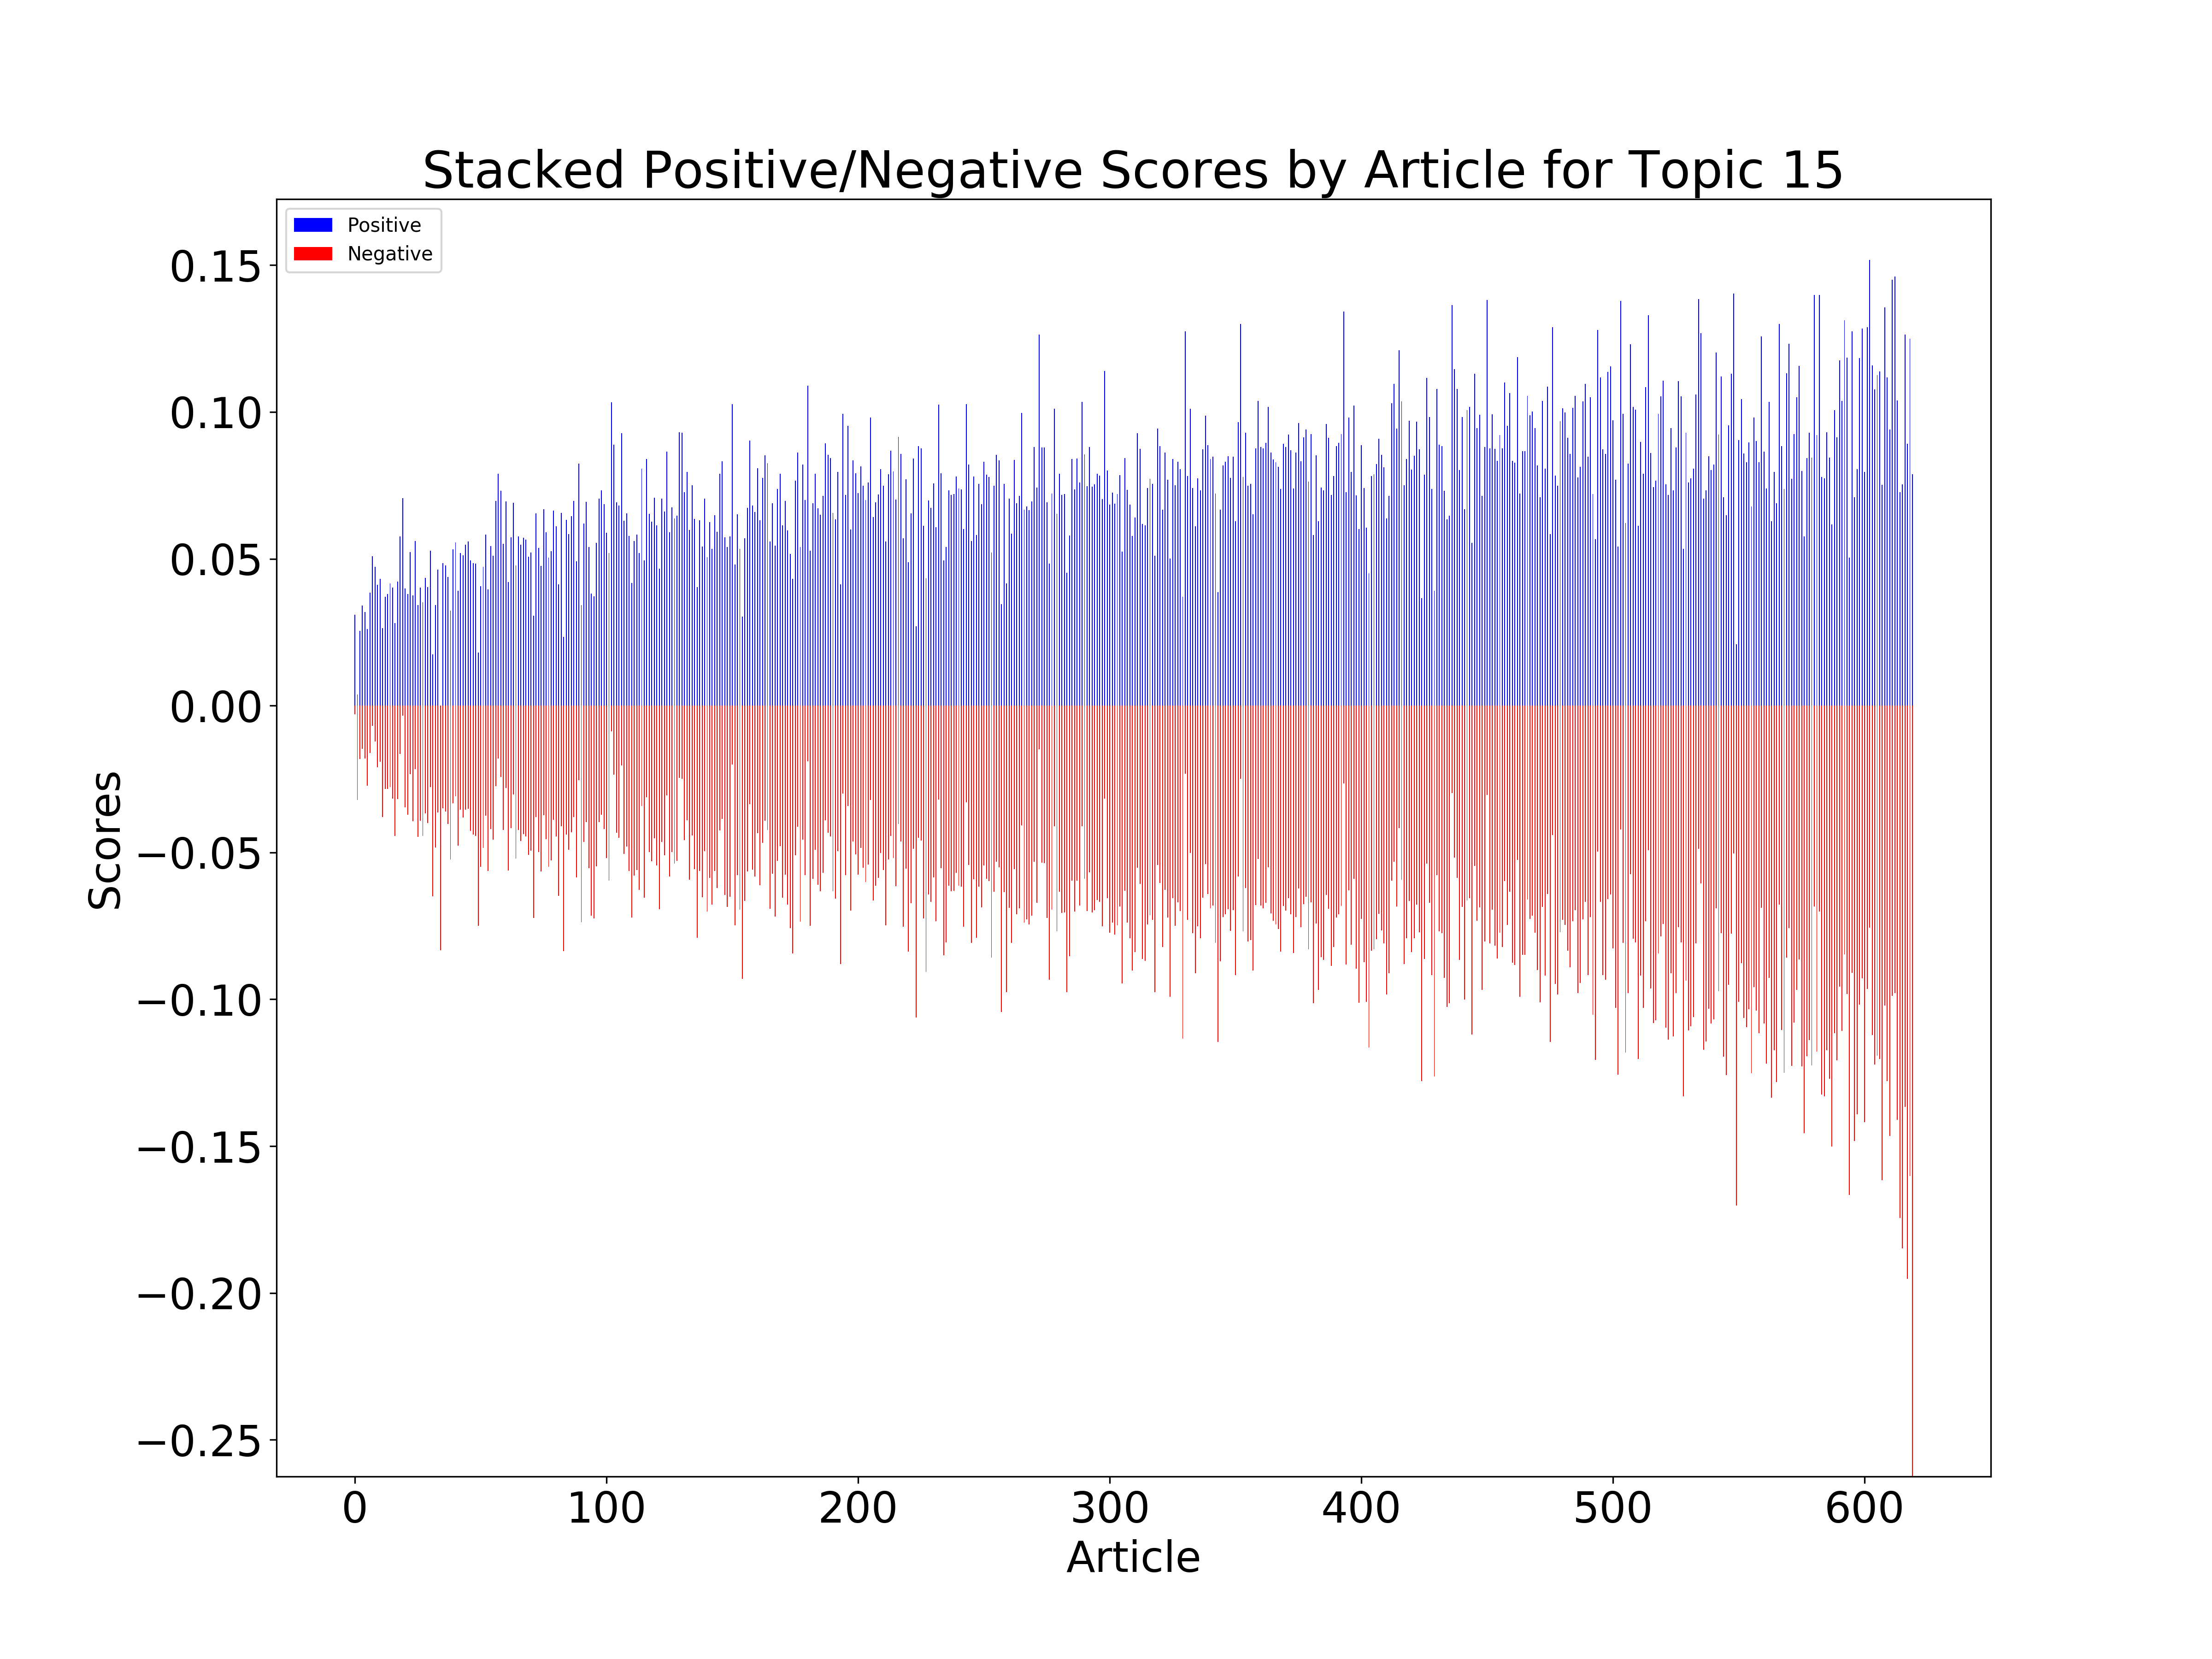 Stacked Positive/Negative Scores by Article for Topic 15
Positive
Negative
0.15
0.10
0.05
0.00
−0.05
−0.10
−0.15
−0.20
−0.25
Scores
0 100 200 300 400 500 600
Article